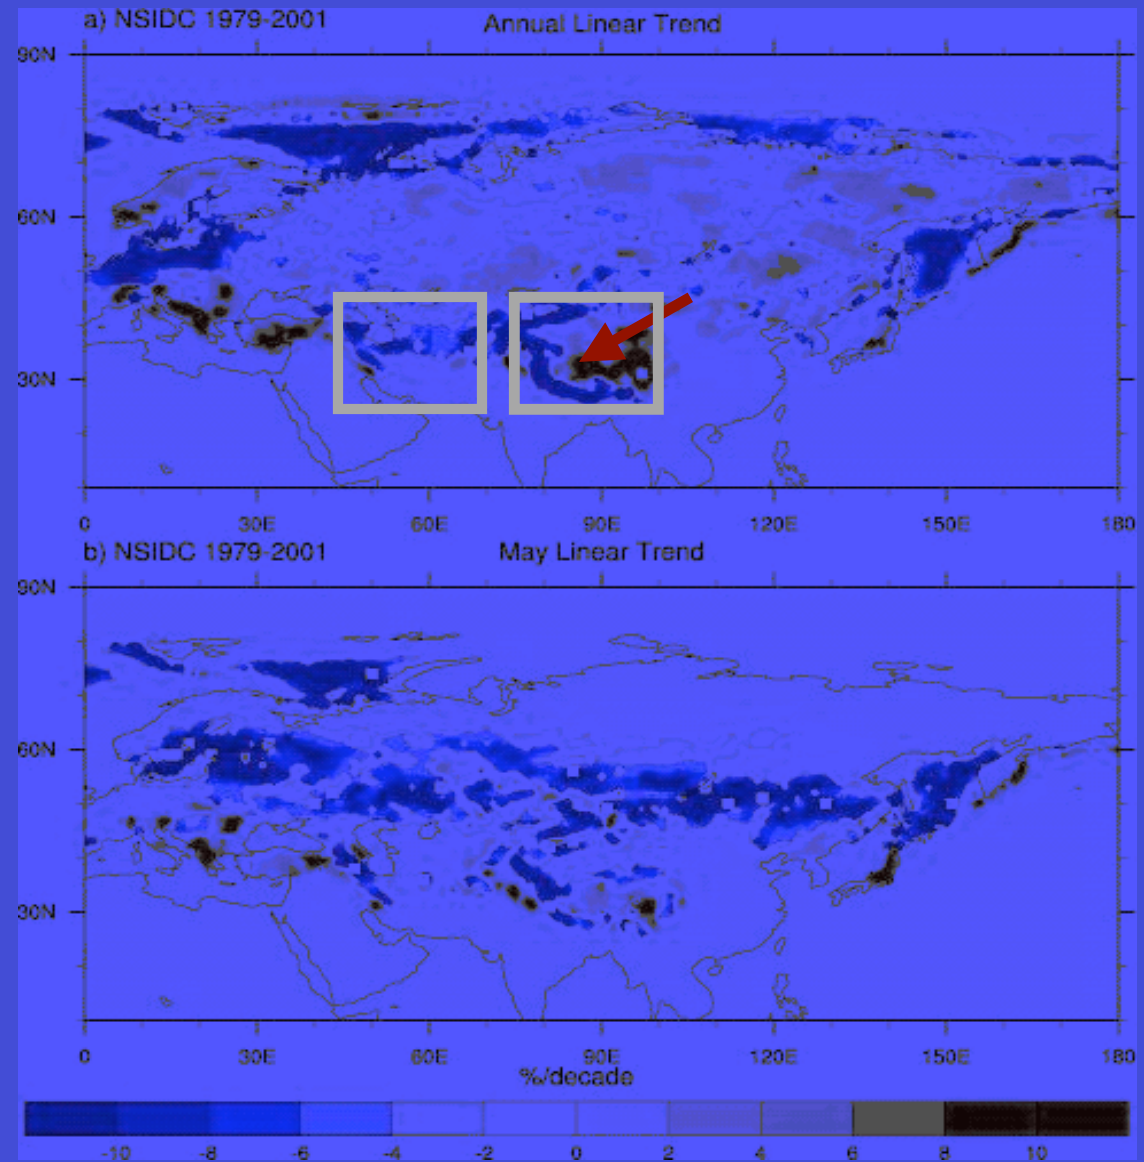 a) NSIDC 1979-2001 Annual Linear Trend
90N
60N
30N
0 30E 60E 90E 120E 150E 180
b) NSIDC 1979-2001 May Linear Trend
90N
60N
30N
0 30E 60E 90E 120E 150E 180
%/decade
-10 -8 -6 -4 -2 0 2 4 6 8 10